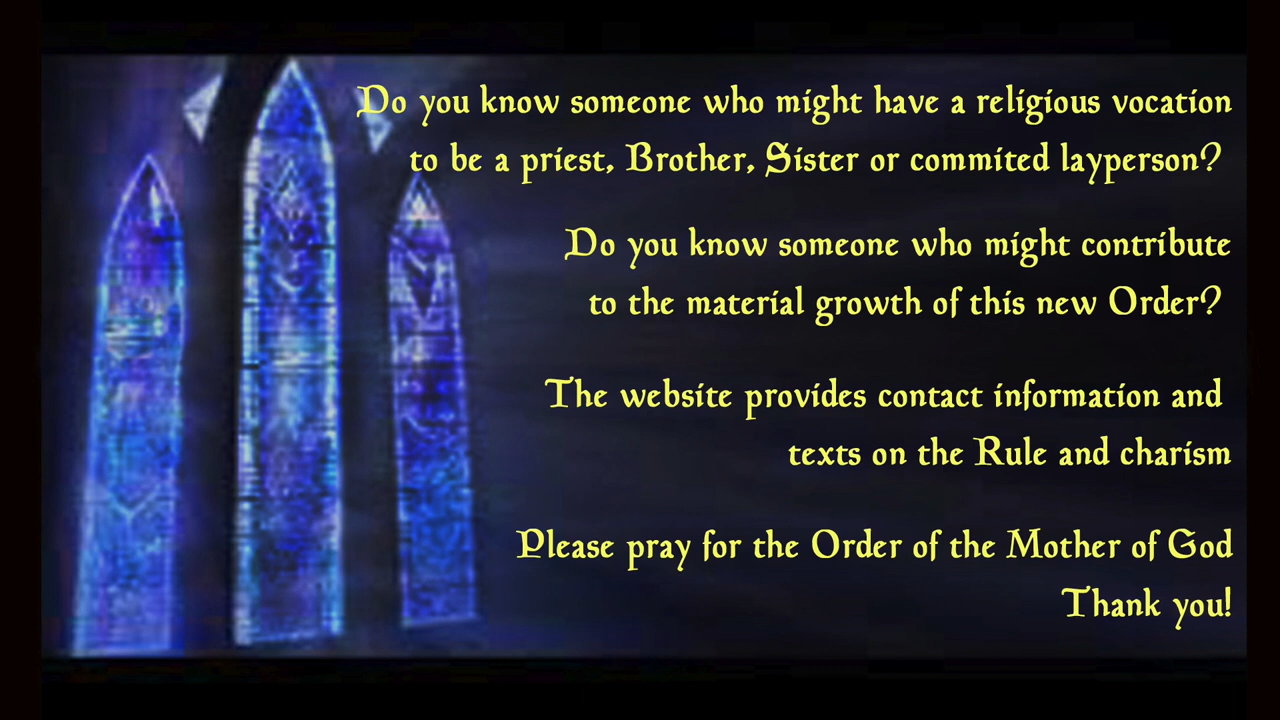 Do you know someone who might have a religious vocation
to be a priest, Brother, Sister or commited layperson?
Do you know someone who might contribute
to the material growth of this new Order?
The website provides contact information and
texts on the Rule and charism
Please pray for the Order of the Mother of God
Thank you!